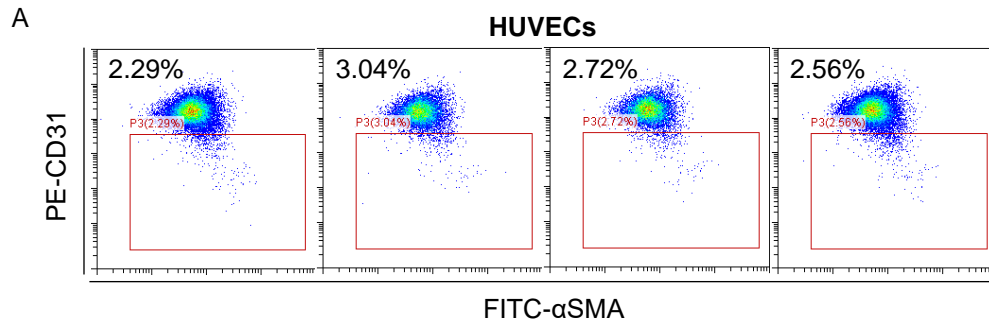 A
HUVECs
2.29% 3.04% 2.72% 2.56%
P3(2.29%) P3(3.04%) P3(2.72%) P3(2.56%)
PE-CD31
FITC-αSMA